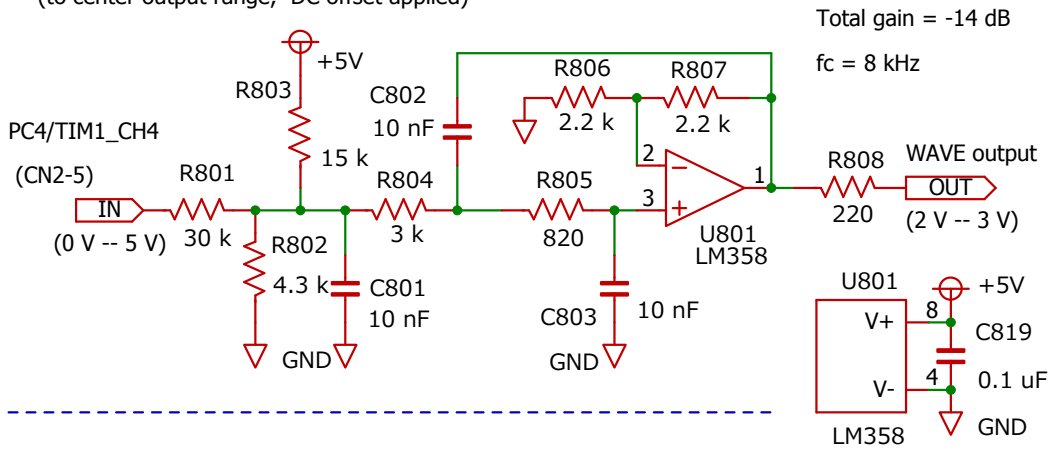 (to center output range, DC offset applied)
Total gain = -14 dB
fc = 8 kHz
+5V
R803
15 k
C802
10 nF
R806
2.2 k
R807
2.2 k
PC4/TIM1_CH4
(CN2-5)
IN
(0 V -- 5 V)
R801
30 k
R802
4.3 k
C801
10 nF
GND
R804
3 k
R805
820
C803
10 nF
GND
2
3
1
U801
LM358
R808
220
WAVE output
OUT
(2 V -- 3 V)
U801
V+
8
V-
4
LM358
+5V
C819
0.1 uF
GND